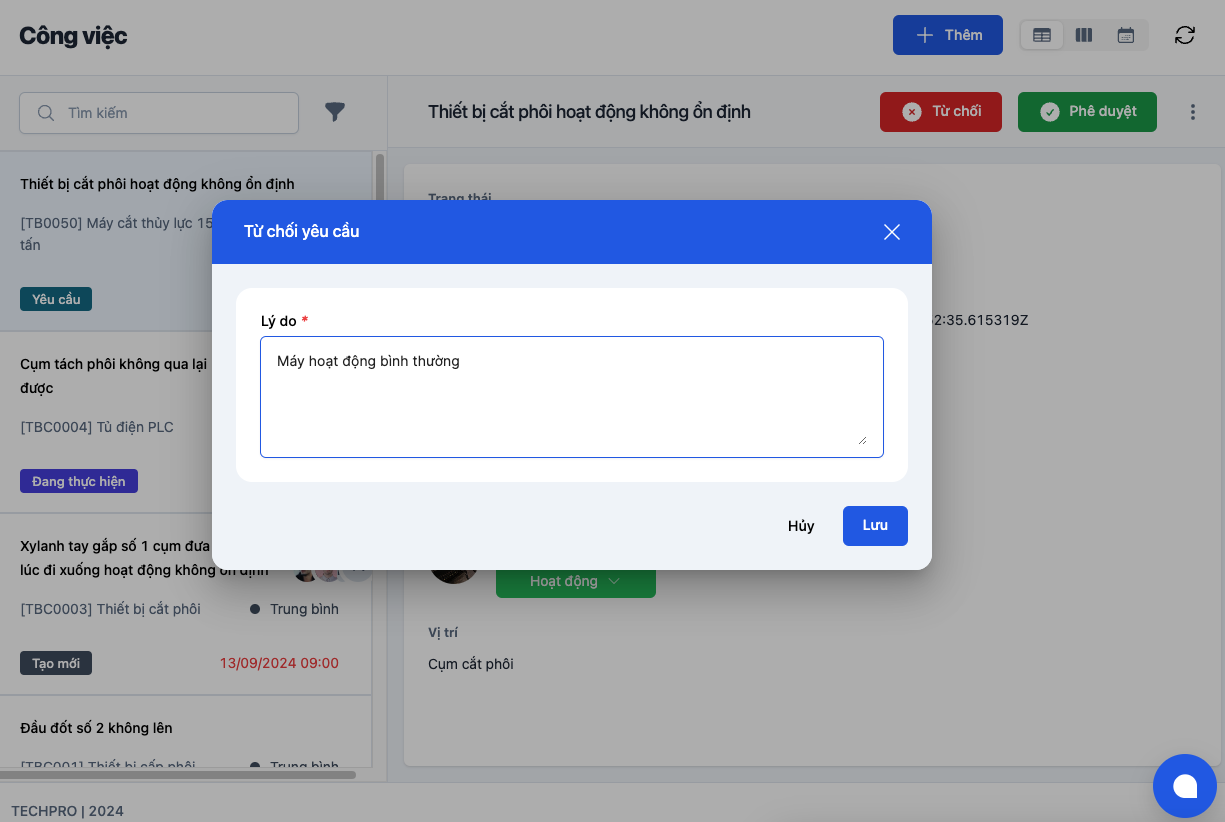 Công việc
Thêm
Tìm kiếm
Thiết bị cắt phôi hoạt động không ổn định
Từ chối
Phê duyệt
Thiết bị cắt phôi hoạt động không ổn định
[TB0050] Máy cắt thủy lực 15
tấn
Yêu cầu
Cụm tách phôi không qua lại
được
[TBC0004] Tủ điện PLC
Đang thực hiện
Xylanh tay gắp số 1 cụm đưa
lúc đi xuống hoạt động không ổn định
[TBC0003] Thiết bị cắt phôi
Trung bình
Tạo mới
13/09/2024 09:00
Đầu đốt số 2 không lên
[TBC001] Thiết bị cấp phôi
Trung bình
Trạng thái
Từ chối yêu cầu
Lý do *
Máy hoạt động bình thường
Hủy
Lưu
2:35.615319Z
Hoạt động
Vị trí
Cụm cắt phôi
TECHPRO | 2024